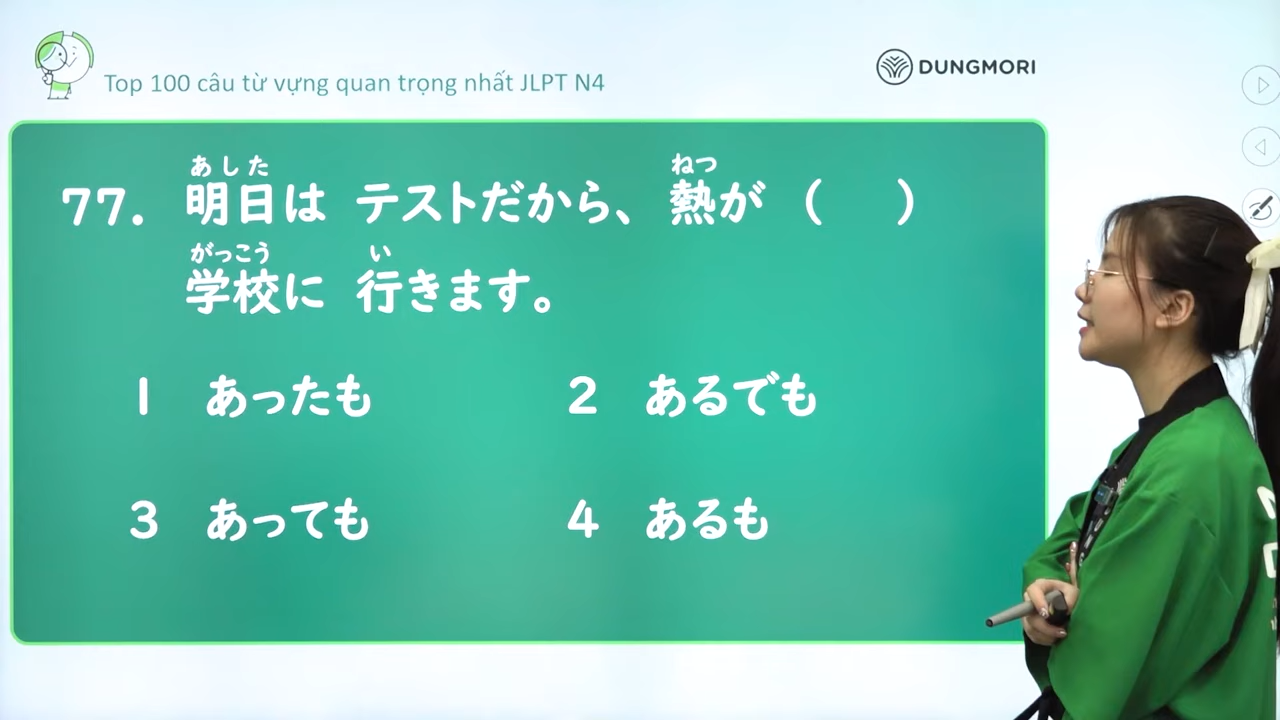 Top 100 câu từ vựng quan trọng nhất JLPT N4
DUNGMORI
あした ねつ
77. 明日は テストだから、 熱が ( )
がっこう い
学校に 行きます。
1 あったも 2 あるでも
3 あっても 4 あるも